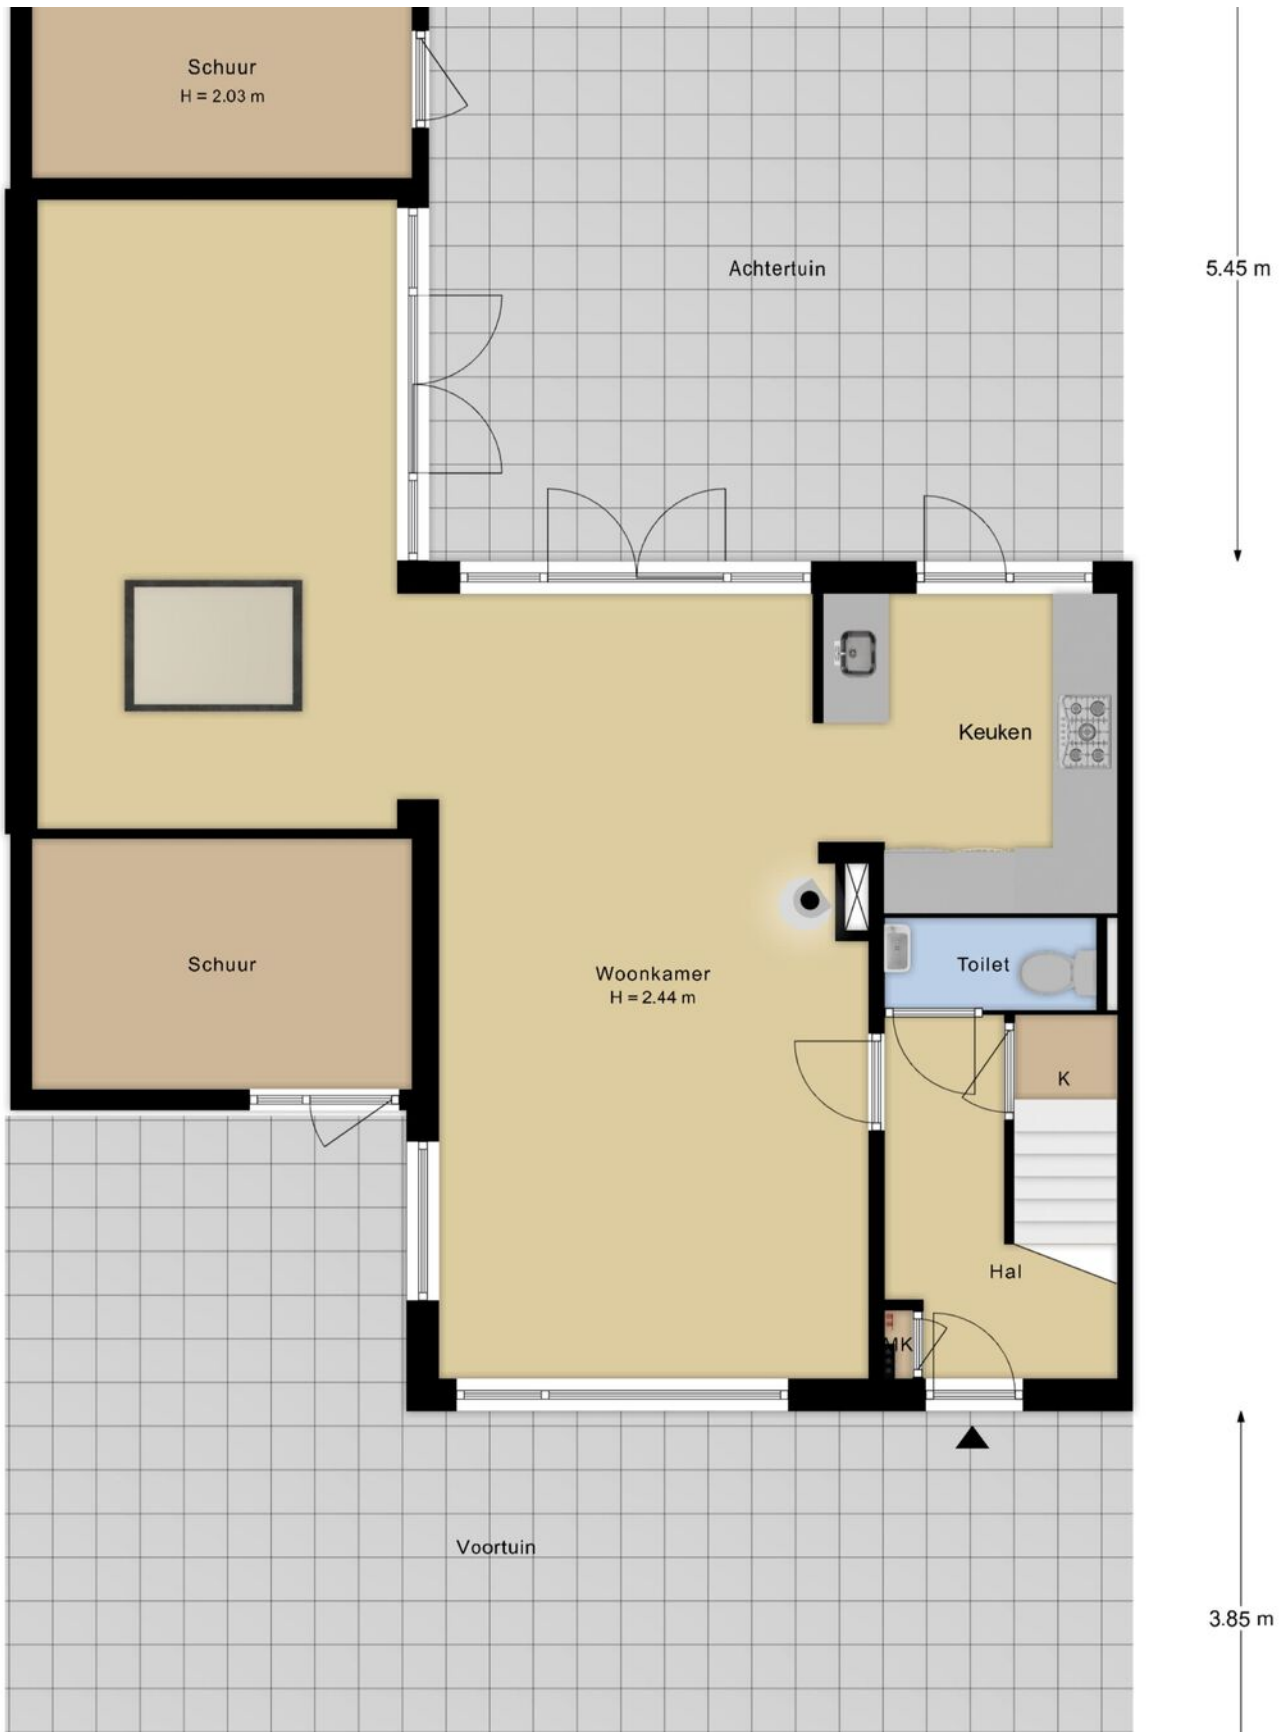 Schuur
H = 2.03 m
Achtertuin
5.45 m
Keuken
Schuur
Woonkamer
H = 2.44 m
Toilet
K
Hal
MK
Voortuin
3.85 m